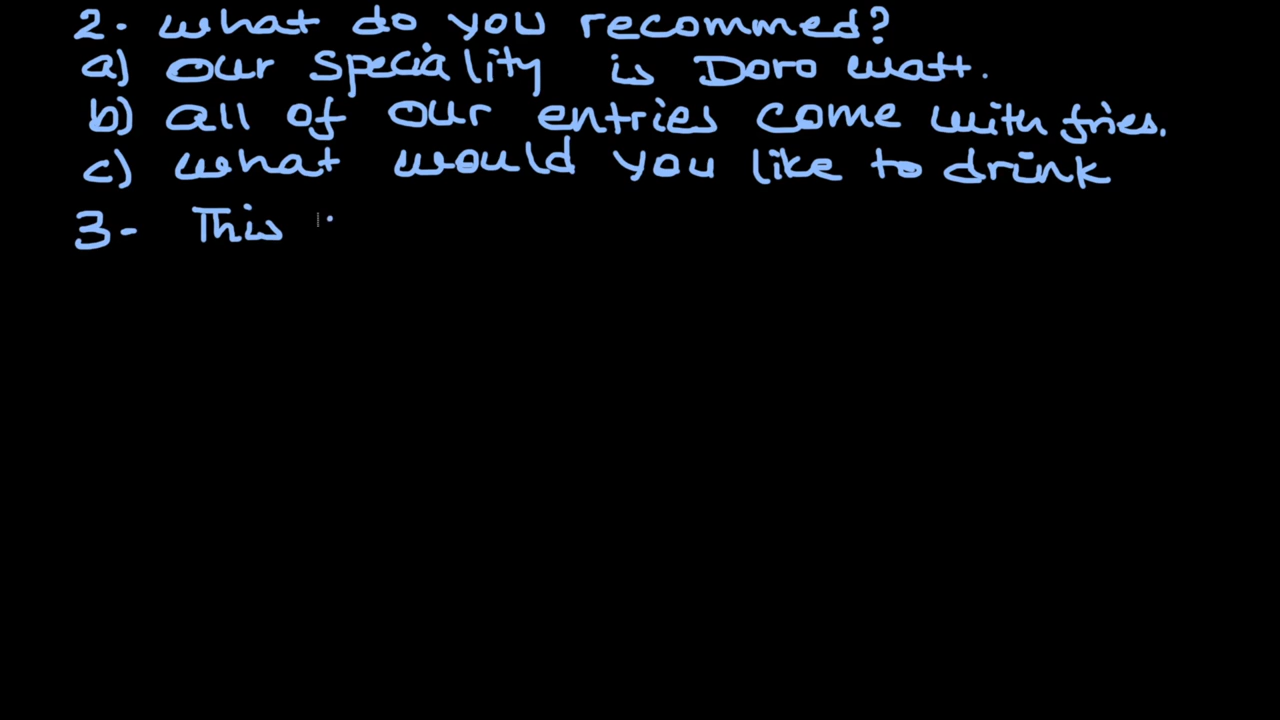 2. what do you recommed?
a) our speciality is Doro watt.
b) all of our entries come with fries.
c) what would you like to drink
3- This